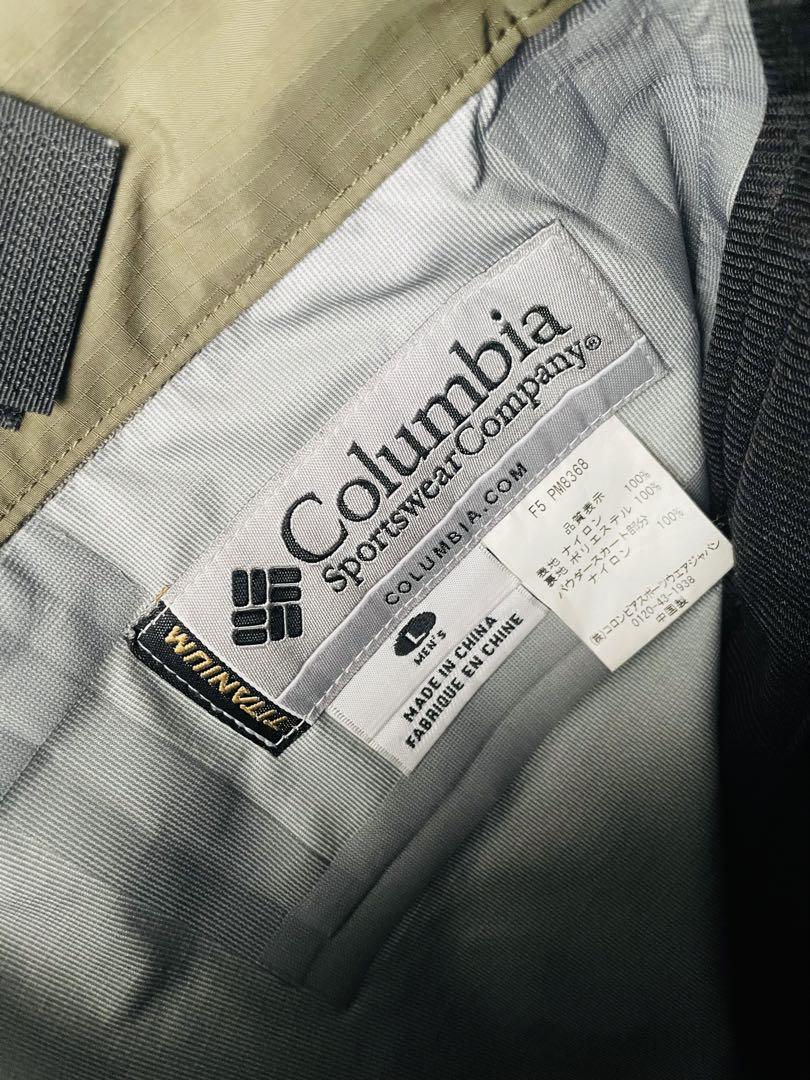 Columbia
Sportswear Company®
COLUMBIA.COM
TITANIUM
L
MEN'S
MADE IN CHINA
FABRIQUE EN CHINE
F5 PM8368
品質表示
表地 ナイロン 100%
裏地 ポリエステル 100%
パウダースカート部分
ナイロン 100%
(株)コロンビアスポーツウエアジャパン
0120-43-1938
中国製